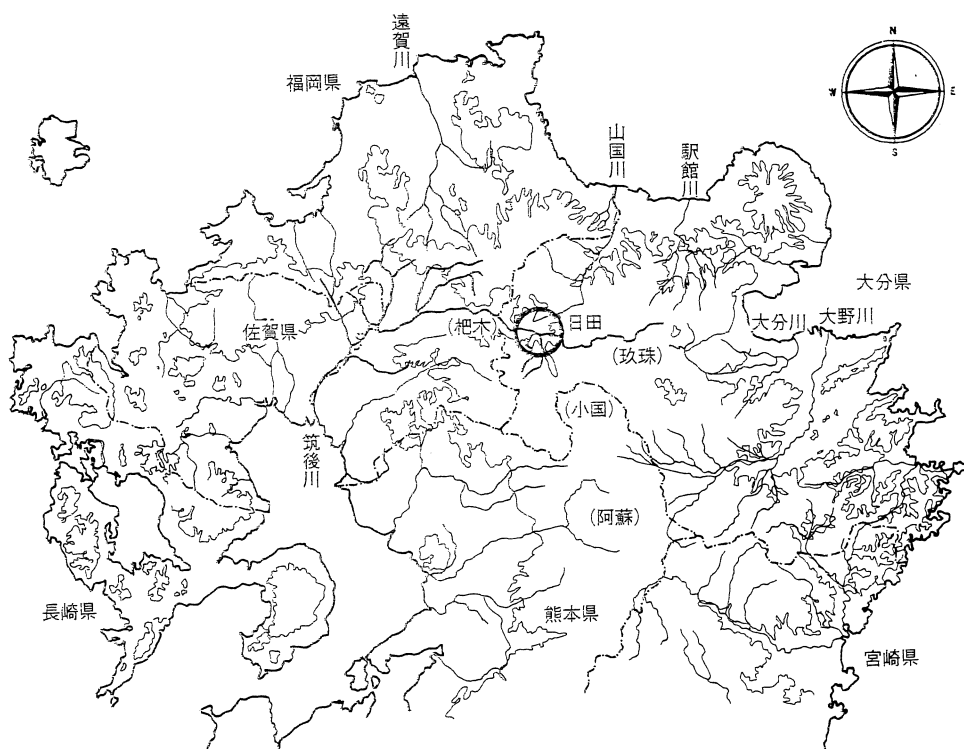 遠賀川
福岡県
N
W
E
S
山国川
駅館川
大分県
佐賀県
(杷木)
日田
大分川
大野川
(玖珠)
(小国)
筑後川
(阿蘇)
長崎県
熊本県
宮崎県